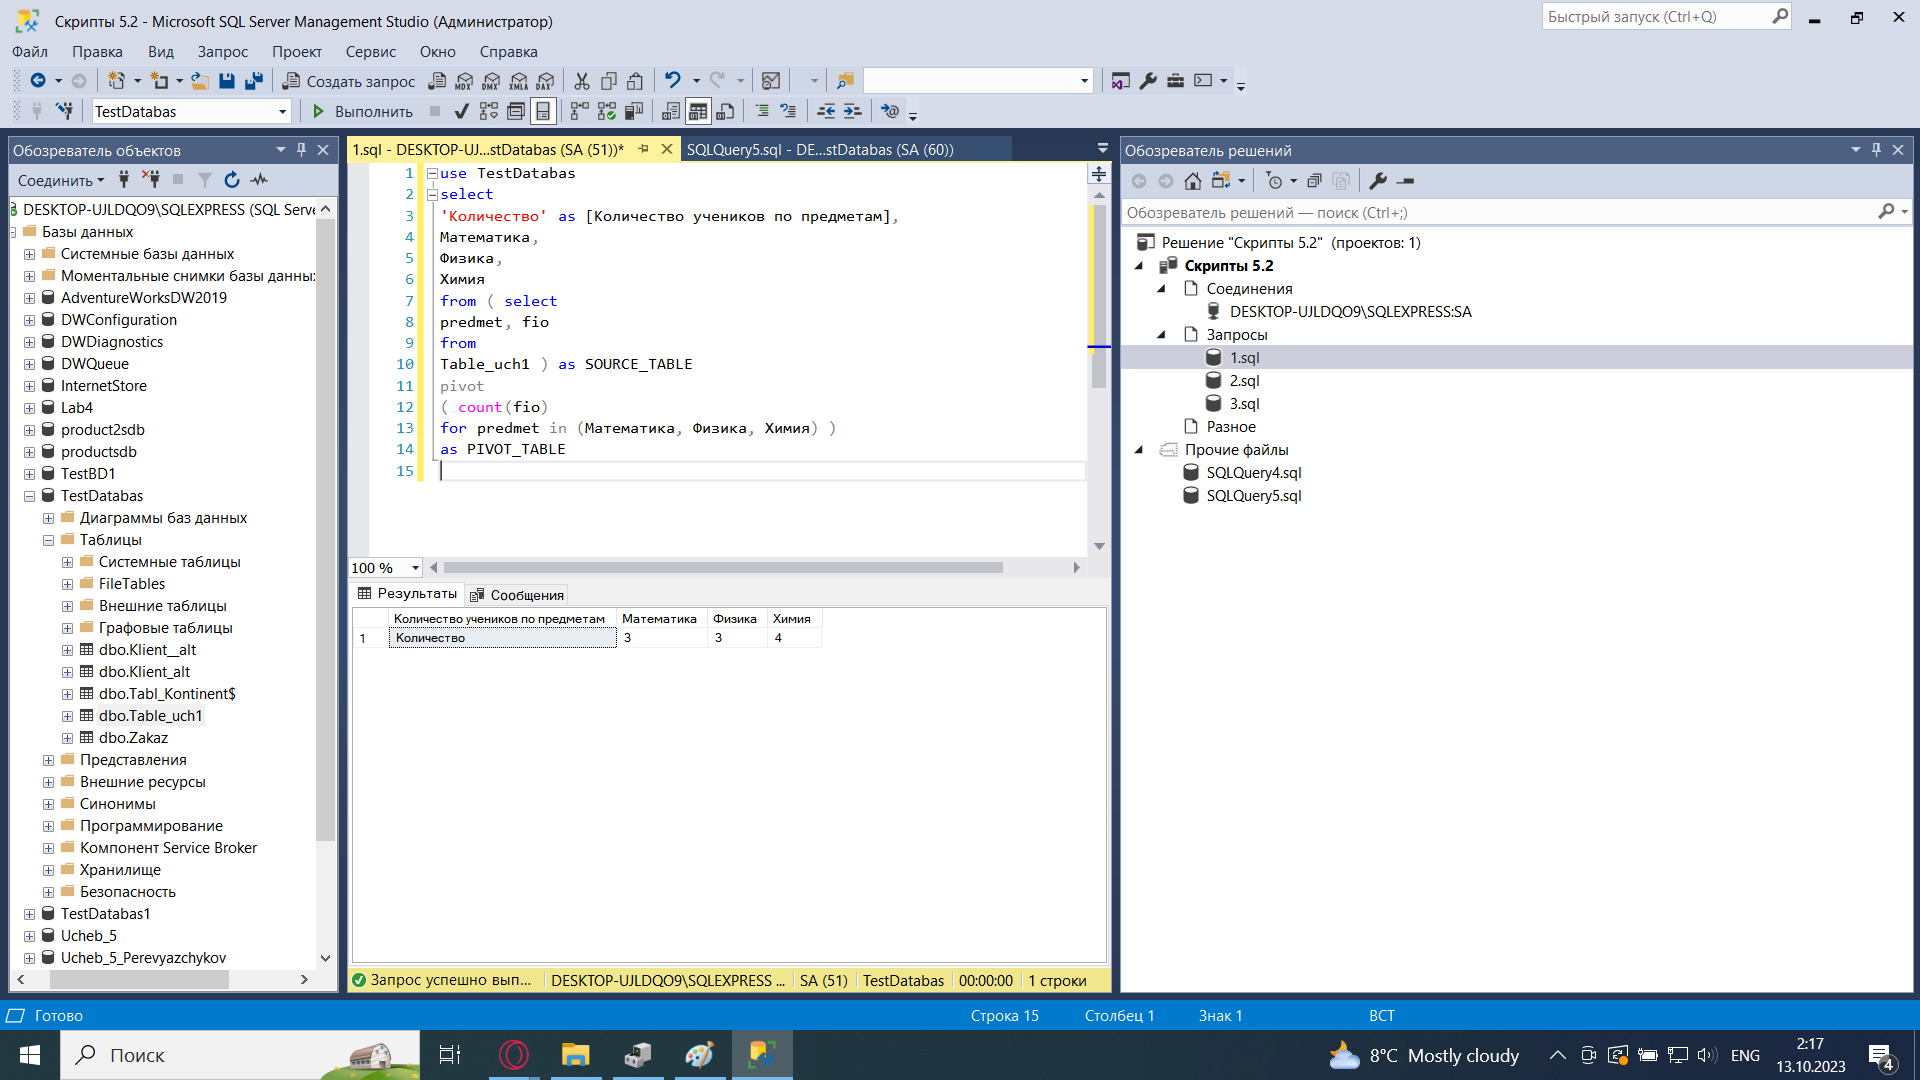 Скрипты 5.2 - Microsoft SQL Server Management Studio (Администратор)
Быстрый запуск (Ctrl+Q)
Файл Правка Вид Запрос Проект Сервис Окно Справка
Создать запрос
TestDatabas
Выполнить
Обозреватель объектов
Соединить
DESKTOP-UJLDQO9\SQLEXPRESS (SQL Serve
Базы данных
Системные базы данных
Моментальные снимки базы данны
AdventureWorksDW2019
DWConfiguration
DWDiagnostics
DWQueue
InternetStore
Lab4
product2sdb
productsdb
TestBD1
TestDatabas
Диаграммы баз данных
Таблицы
Системные таблицы
FileTables
Внешние таблицы
Графовые таблицы
dbo.Klient__alt
dbo.Klient_alt
dbo.Tabl_Kontinent$
dbo.Table_uch1
dbo.Zakaz
Представления
Внешние ресурсы
Синонимы
Программирование
Компонент Service Broker
Хранилище
Безопасность
TestDatabas1
Ucheb_5
Ucheb_5_Perevyazchykov
1.sql - DESKTOP-UJ...stDatabas (SA (51))*
SQLQuery5.sql - DE...stDatabas (SA (60))
1 use TestDatabas
2 select
3 'Количество' as [Количество учеников по предметам],
4 Математика,
5 Физика,
6 Химия
7 from ( select
8 predmet, fio
9 from
10 Table_uch1 ) as SOURCE_TABLE
11 pivot
12 ( count(fio)
13 for predmet in (Математика, Физика, Химия) )
14 as PIVOT_TABLE
15
100 %
Результаты Сообщения
Количество учеников по предметам Математика Физика Химия
1 Количество 3 3 4
Запрос успешно вып... DESKTOP-UJLDQO9\SQLEXPRESS ... SA (51) TestDatabas 00:00:00 1 строки
Обозреватель решений
Обозреватель решений — поиск (Ctrl+;)
Решение "Скрипты 5.2" (проектов: 1)
Скрипты 5.2
Соединения
DESKTOP-UJLDQO9\SQLEXPRESS:SA
Запросы
1.sql
2.sql
3.sql
Разное
Прочие файлы
SQLQuery4.sql
SQLQuery5.sql
Готово
Строка 15 Столбец 1 Знак 1 ВСТ
Поиск
8°C Mostly cloudy
ENG
2:17
13.10.2023
4